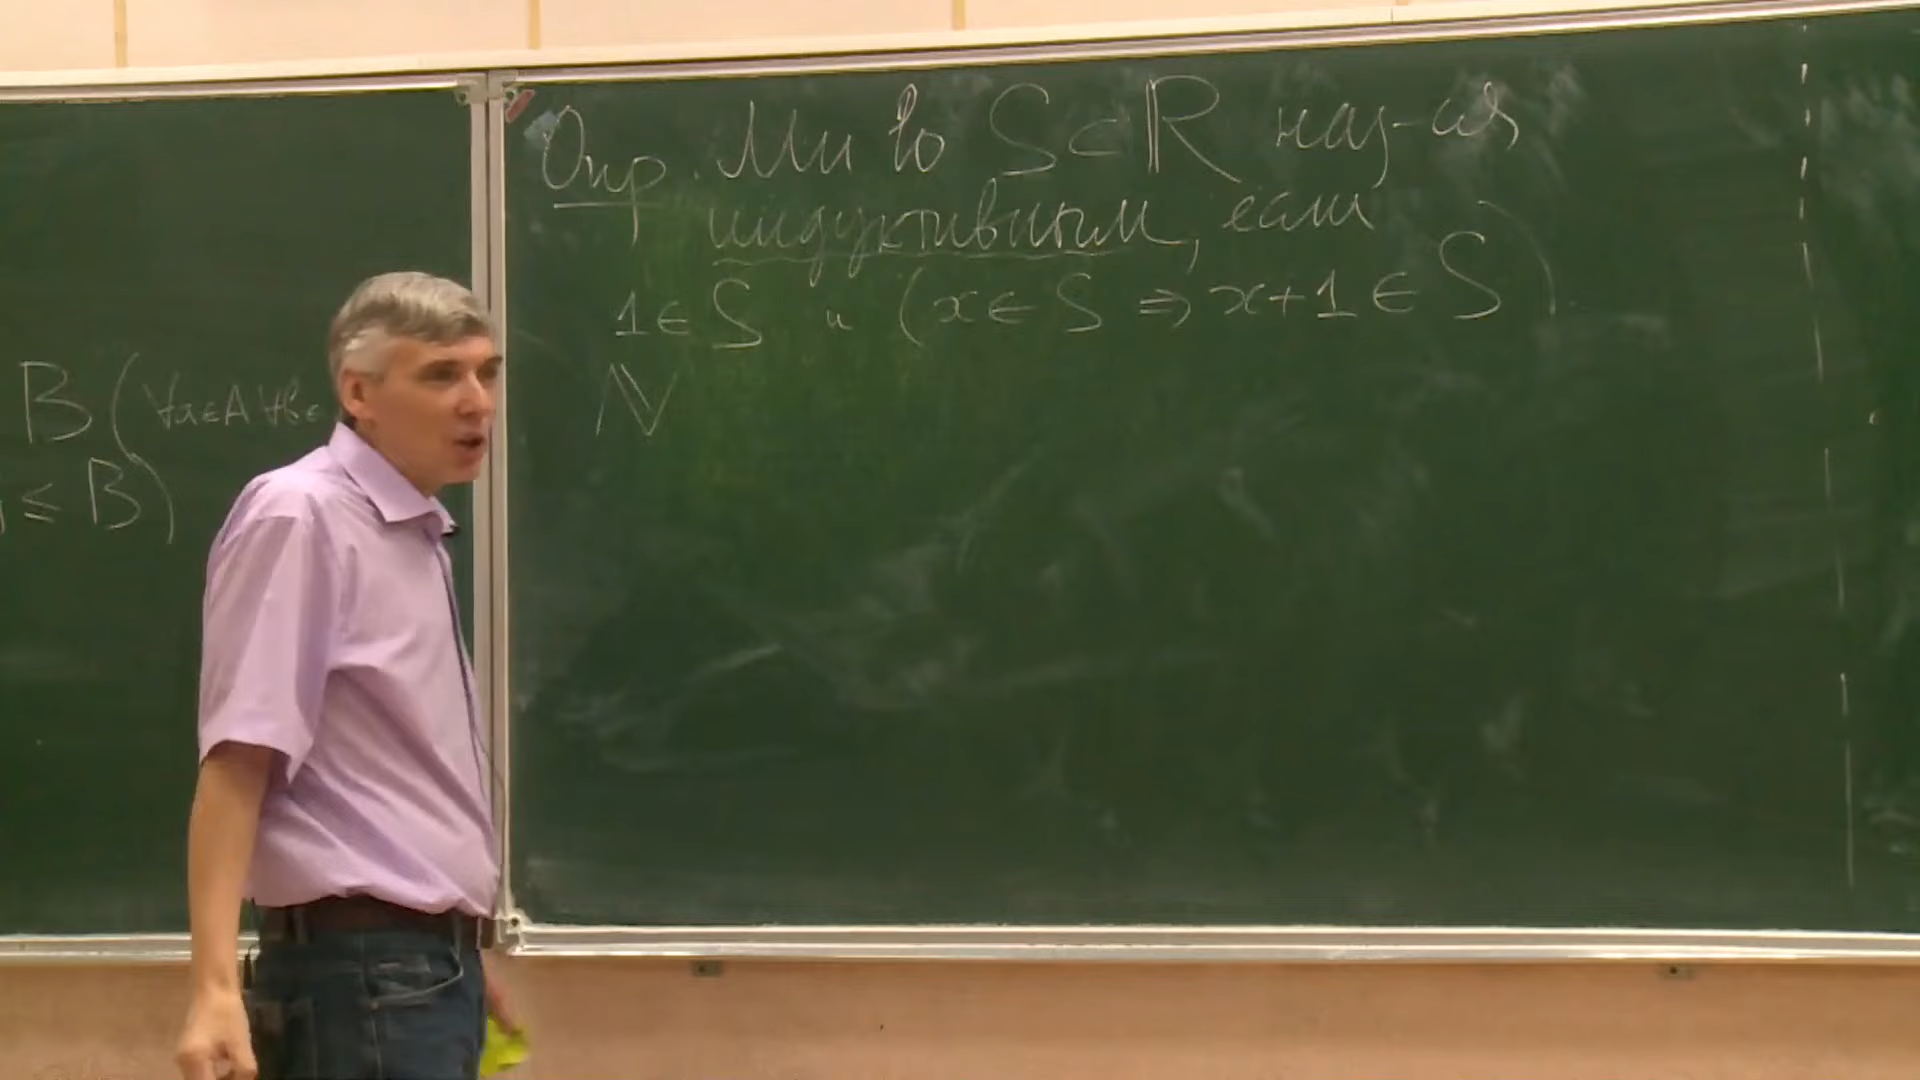 B (∀a∈A ∀b∈
≤ B)
Опр. Мн-во S⊂ℝ наз-ся
индуктивным, если
1∈S и (x∈S ⇒ x+1∈S).
ℕ